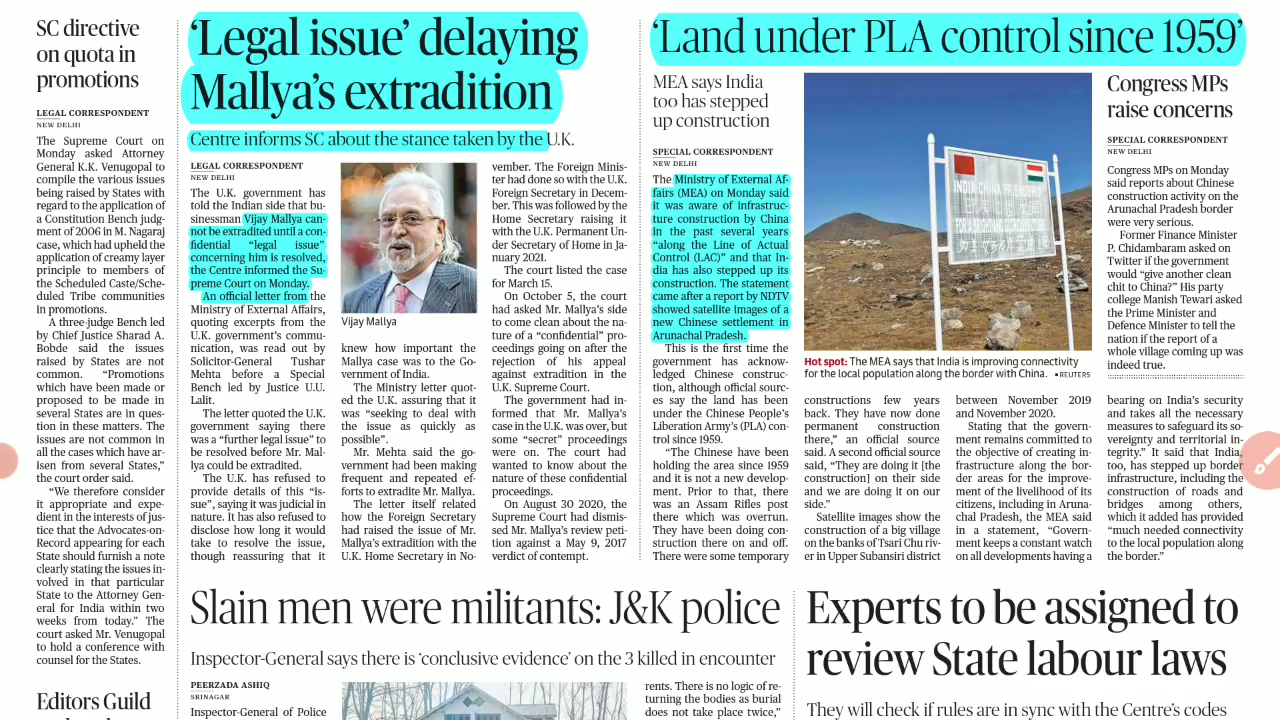 SC directive
on quota in
promotions
LEGAL CORRESPONDENT
NEW DELHI
The Supreme Court on
Monday asked Attorney
General K.K. Venugopal to
compile the various issues
being raised by States with
regard to the application of
a Constitution Bench judg-
ment of 2006 in M. Nagaraj
case, which had upheld the
application of creamy layer
principle to members of
the Scheduled Caste/Sche-
duled Tribe communities
in promotions.
A three-judge Bench led
by Chief Justice Sharad A.
Bobde said the issues
raised by States are not
common. “Promotions
which have been made or
proposed to be made in
several States are in ques-
tion in these matters. The
issues are not common in
all the cases which have ar-
isen from several States,”
the court order said.
“We therefore consider
it appropriate and expe-
dient in the interests of jus-
tice that the Advocates-on-
Record appearing for each
State should furnish a note
clearly stating the issues in-
volved in that particular
State to the Attorney Gen-
eral for India within two
weeks from today.” The
court asked Mr. Venugopal
to hold a conference with
counsel for the States.
Editors Guild
‘Legal issue’ delaying
Mallya’s extradition
Centre informs SC about the stance taken by the U.K.
LEGAL CORRESPONDENT
NEW DELHI
The U.K. government has
told the Indian side that bu-
sinessman Vijay Mallya can-
not be extradited until a con-
fidential “legal issue”
concerning him is resolved,
the Centre informed the Su-
preme Court on Monday.
An official letter from the
Ministry of External Affairs,
quoting excerpts from the
U.K. government’s commu-
nication, was read out by
Solicitor-General Tushar
Mehta before a Special
Bench led by Justice U.U.
Lalit.
The letter quoted the U.K.
government saying there
was a “further legal issue” to
be resolved before Mr. Mal-
lya could be extradited.
The U.K. has refused to
provide details of this “is-
sue”, saying it was judicial in
nature. It has also refused to
disclose how long it would
take to resolve the issue,
though reassuring that it
Vijay Mallya
knew how important the
Mallya case was to the Go-
vernment of India.
The Ministry letter quot-
ed the U.K. assuring that it
was “seeking to deal with
the issue as quickly as
possible”.
Mr. Mehta said the go-
vernment had been making
frequent and repeated ef-
forts to extradite Mr. Mallya.
The letter itself related
how the Foreign Secretary
had raised the issue of Mr.
Mallya’s extradition with the
U.K. Home Secretary in No-
vember. The Foreign Minis-
ter had done so with the U.K.
Foreign Secretary in Decem-
ber. This was followed by the
Home Secretary raising it
with the U.K. Permanent Un-
der Secretary of Home in Ja-
nuary 2021.
The court listed the case
for March 15.
On October 5, the court
had asked Mr. Mallya’s side
to come clean about the na-
ture of a “confidential” pro-
ceedings going on after the
rejection of his appeal
against extradition in the
U.K. Supreme Court.
The government had in-
formed that Mr. Mallya’s
case in the U.K. was over, but
some “secret” proceedings
were on. The court had
wanted to know about the
nature of these confidential
proceedings.
On August 30 2020, the
Supreme Court had dismis-
sed Mr. Mallya’s review peti-
tion against a May 9, 2017
verdict of contempt.
‘Land under PLA control since 1959’
MEA says India
too has stepped
up construction
SPECIAL CORRESPONDENT
NEW DELHI
The Ministry of External Af-
fairs (MEA) on Monday said
it was aware of infrastruc-
ture construction by China
in the past several years
“along the Line of Actual
Control (LAC)” and that In-
dia has also stepped up its
construction. The statement
came after a report by NDTV
showed satellite images of a
new Chinese settlement in
Arunachal Pradesh.
This is the first time the
government has acknow-
ledged Chinese construc-
tion, although official sourc-
es say the land has been
under the Chinese People’s
Liberation Army’s (PLA) con-
trol since 1959.
“The Chinese have been
holding the area since 1959
and it is not a new develop-
ment. Prior to that, there
was an Assam Rifles post
there which was overrun.
They have been doing con-
struction there on and off.
There were some temporary
INDIA CHINA
Hot spot: The MEA says that India is improving connectivity
for the local population along the border with China. • REUTERS
constructions few years
back. They have now done
permanent construction
there,” an official source
said. A second official source
said, “They are doing it [the
construction] on their side
and we are doing it on our
side.”
Satellite images show the
construction of a big village
on the banks of Tsari Chu riv-
er in Upper Subansiri district
between November 2019
and November 2020.
Stating that the govern-
ment remains committed to
the objective of creating in-
frastructure along the bor-
der areas for the improve-
ment of the livelihood of its
citizens, including in Aruna-
chal Pradesh, the MEA said
in a statement, “Govern-
ment keeps a constant watch
on all developments having a
bearing on India’s security
and takes all the necessary
measures to safeguard its so-
vereignty and territorial in-
tegrity.” It said that India,
too, has stepped up border
infrastructure, including the
construction of roads and
bridges among others,
which it added has provided
“much needed connectivity
to the local population along
the border.”
Congress MPs
raise concerns
SPECIAL CORRESPONDENT
NEW DELHI
Congress MPs on Monday
said reports about Chinese
construction activity on the
Arunachal Pradesh border
were very serious.
Former Finance Minister
P. Chidambaram asked on
Twitter if the government
would “give another clean
chit to China?” His party
college Manish Tewari asked
the Prime Minister and
Defence Minister to tell the
nation if the report of a
whole village coming up was
indeed true.
Slain men were militants: J&K police
Inspector-General says there is ‘conclusive evidence’ on the 3 killed in encounter
PEERZADA ASHIQ
SRINAGAR
Inspector-General of Police
rents. There is no logic of re-
turning the bodies as burial
does not take place twice,”
Experts to be assigned to
review State labour laws
They will check if rules are in sync with the Centre’s codes